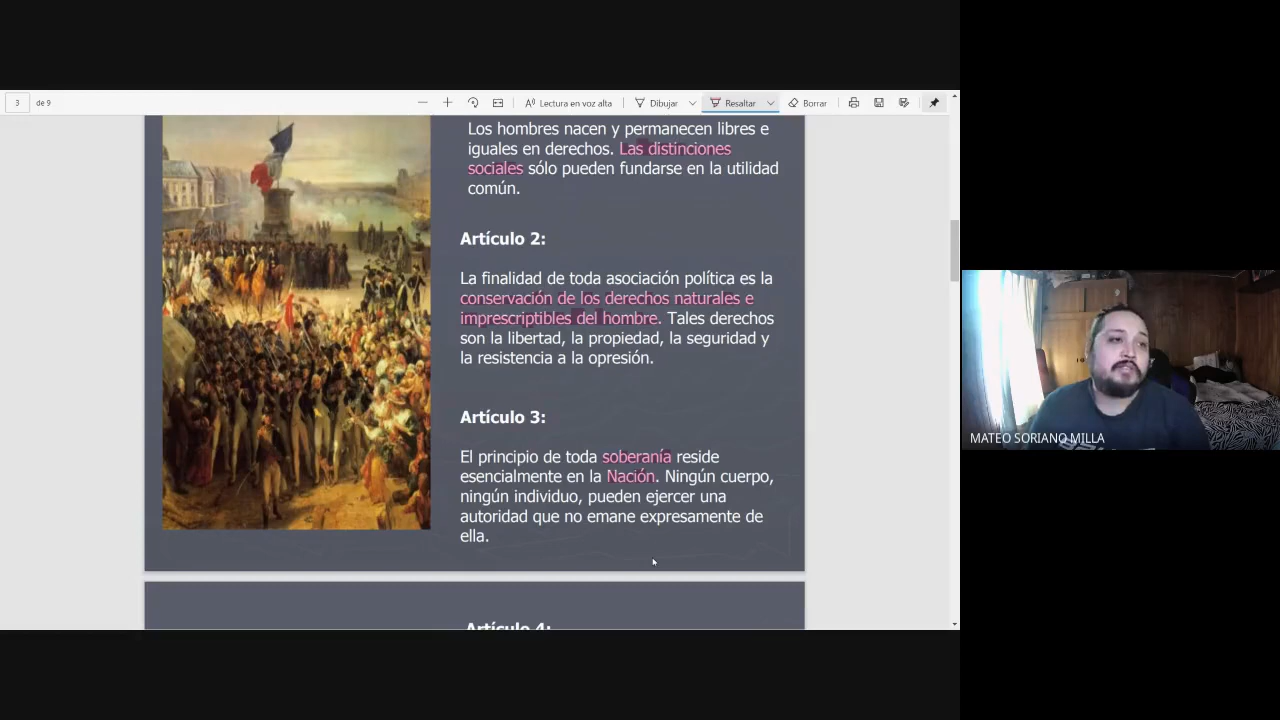 3 de 9 Lectura en voz alta Dibujar Resaltar Borrar
Los hombres nacen y permanecen libres e
iguales en derechos. Las distinciones
sociales sólo pueden fundarse en la utilidad
común.
Artículo 2:
La finalidad de toda asociación política es la
conservación de los derechos naturales e
imprescriptibles del hombre. Tales derechos
son la libertad, la propiedad, la seguridad y
la resistencia a la opresión.
Artículo 3:
El principio de toda soberanía reside
esencialmente en la Nación. Ningún cuerpo,
ningún individuo, pueden ejercer una
autoridad que no emane expresamente de
ella.
Artículo 4:
MATEO SORIANO MILLA